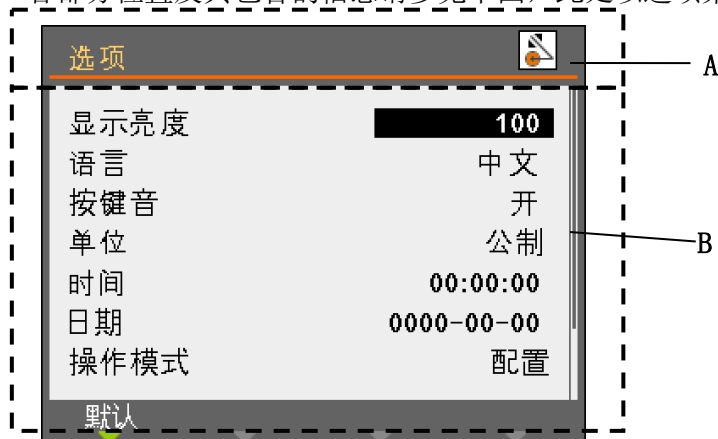 选项
A
显示亮度 100
语言 中文
按键音 开
单位 公制
B
时间 00:00:00
日期 0000-00-00
操作模式 配置
默认